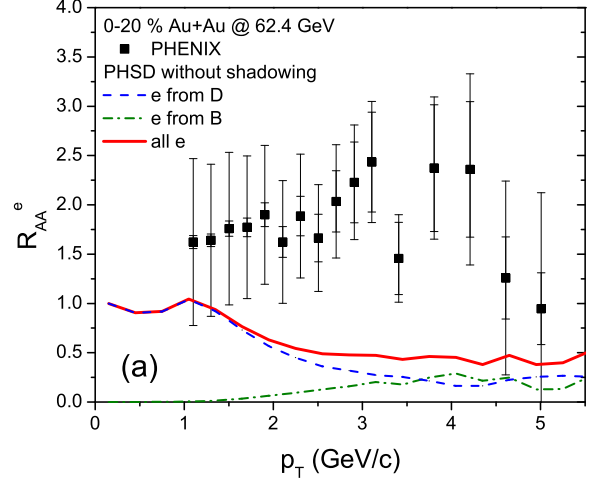 4.0
3.5
3.0
2.5
2.0
1.5
1.0
0.5
0.0
R_AA^e
0-20 % Au+Au @ 62.4 GeV
PHENIX
PHSD without shadowing
e from D
e from B
all e
(a)
0 1 2 3 4 5
p_T (GeV/c)